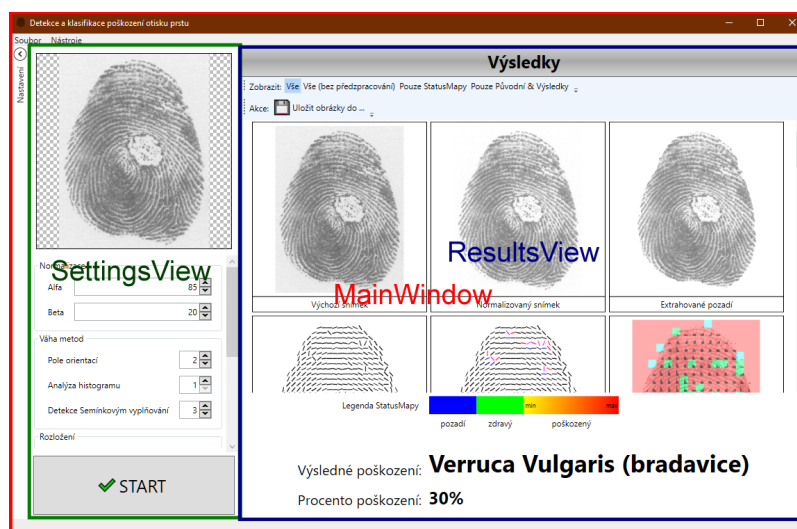 Detekce a klasifikace poškození otisku prstu
Soubor Nástroje
Nastavení
Výsledky
Zobrazit: Vše Vše (bez předzpracování) Pouze StatusMapy Pouze Původní & Výsledky
Akce: Uložit obrázky do ...
SettingsView
ResultsView
MainWindow
Normalizace
Alfa 85
Beta 20
Váha metod
Pole orientací 2
Analýza histogramu 1
Detekce Semínkovým vyplňování 3
Rozložení
START
Výchozí snímek
Normalizovaný snímek
Extrahované pozadí
Legenda StatusMapy
min
max
pozadí
zdravý
poškozený
Výsledné poškození: Verruca Vulgaris (bradavice)
Procento poškození: 30%